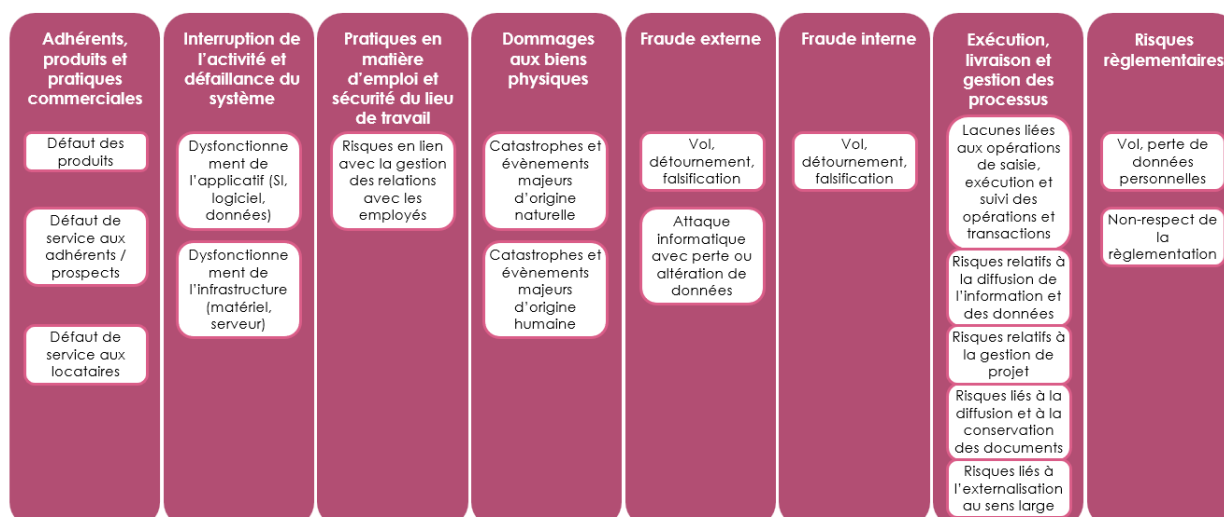 Adhérents,
produits et
pratiques
commerciales
Défaut des
produits
Défaut de
service aux
adhérents /
prospects
Défaut de
service aux
locataires
Interruption de
l’activité et
défaillance du
système
Dysfonctionne
ment de
l’applicatif (SI,
logiciel,
données)
Dysfonctionne
ment de
l’infrastructure
(matériel,
serveur)
Pratiques en
matière
d’emploi et
sécurité du lieu
de travail
Risques en lien
avec la gestion
des relations
avec les
employés
Dommages
aux biens
physiques
Catastrophes et
évènements
majeurs
d’origine
naturelle
Catastrophes et
évènements
majeurs
d’origine
humaine
Fraude externe
Vol,
détournement,
falsification
Attaque
informatique
avec perte ou
altération de
données
Fraude interne
Vol,
détournement,
falsification
Exécution,
livraison et
gestion des
processus
Lacunes liées
aux opérations
de saisie,
exécution et
suivi des
opérations et
transactions
Risques relatifs à
la diffusion de
l’information et
des données
Risques relatifs à
la gestion de
projet
Risques liés à la
diffusion et à la
conservation
des documents
Risques liés à
l’externalisation
au sens large
Risques
règlementaires
Vol, perte de
données
personnelles
Non-respect de
la
règlementation